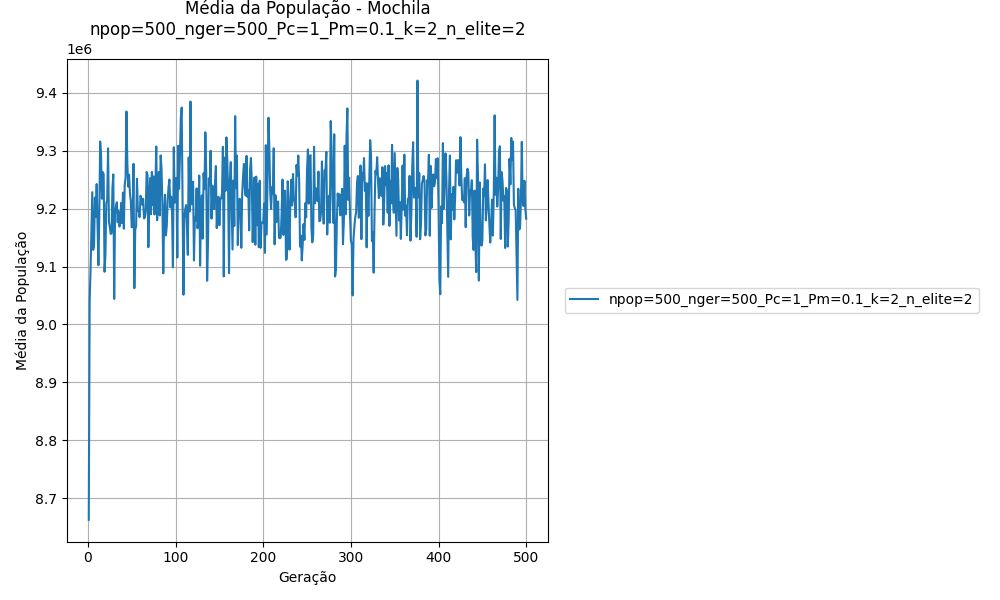 Média da População - Mochila
npop=500_nger=500_Pc=1_Pm=0.1_k=2_n_elite=2
1e6
9.4
9.3
9.2
9.1
9.0
8.9
8.8
8.7
Média da População
0 100 200 300 400 500
Geração
npop=500_nger=500_Pc=1_Pm=0.1_k=2_n_elite=2